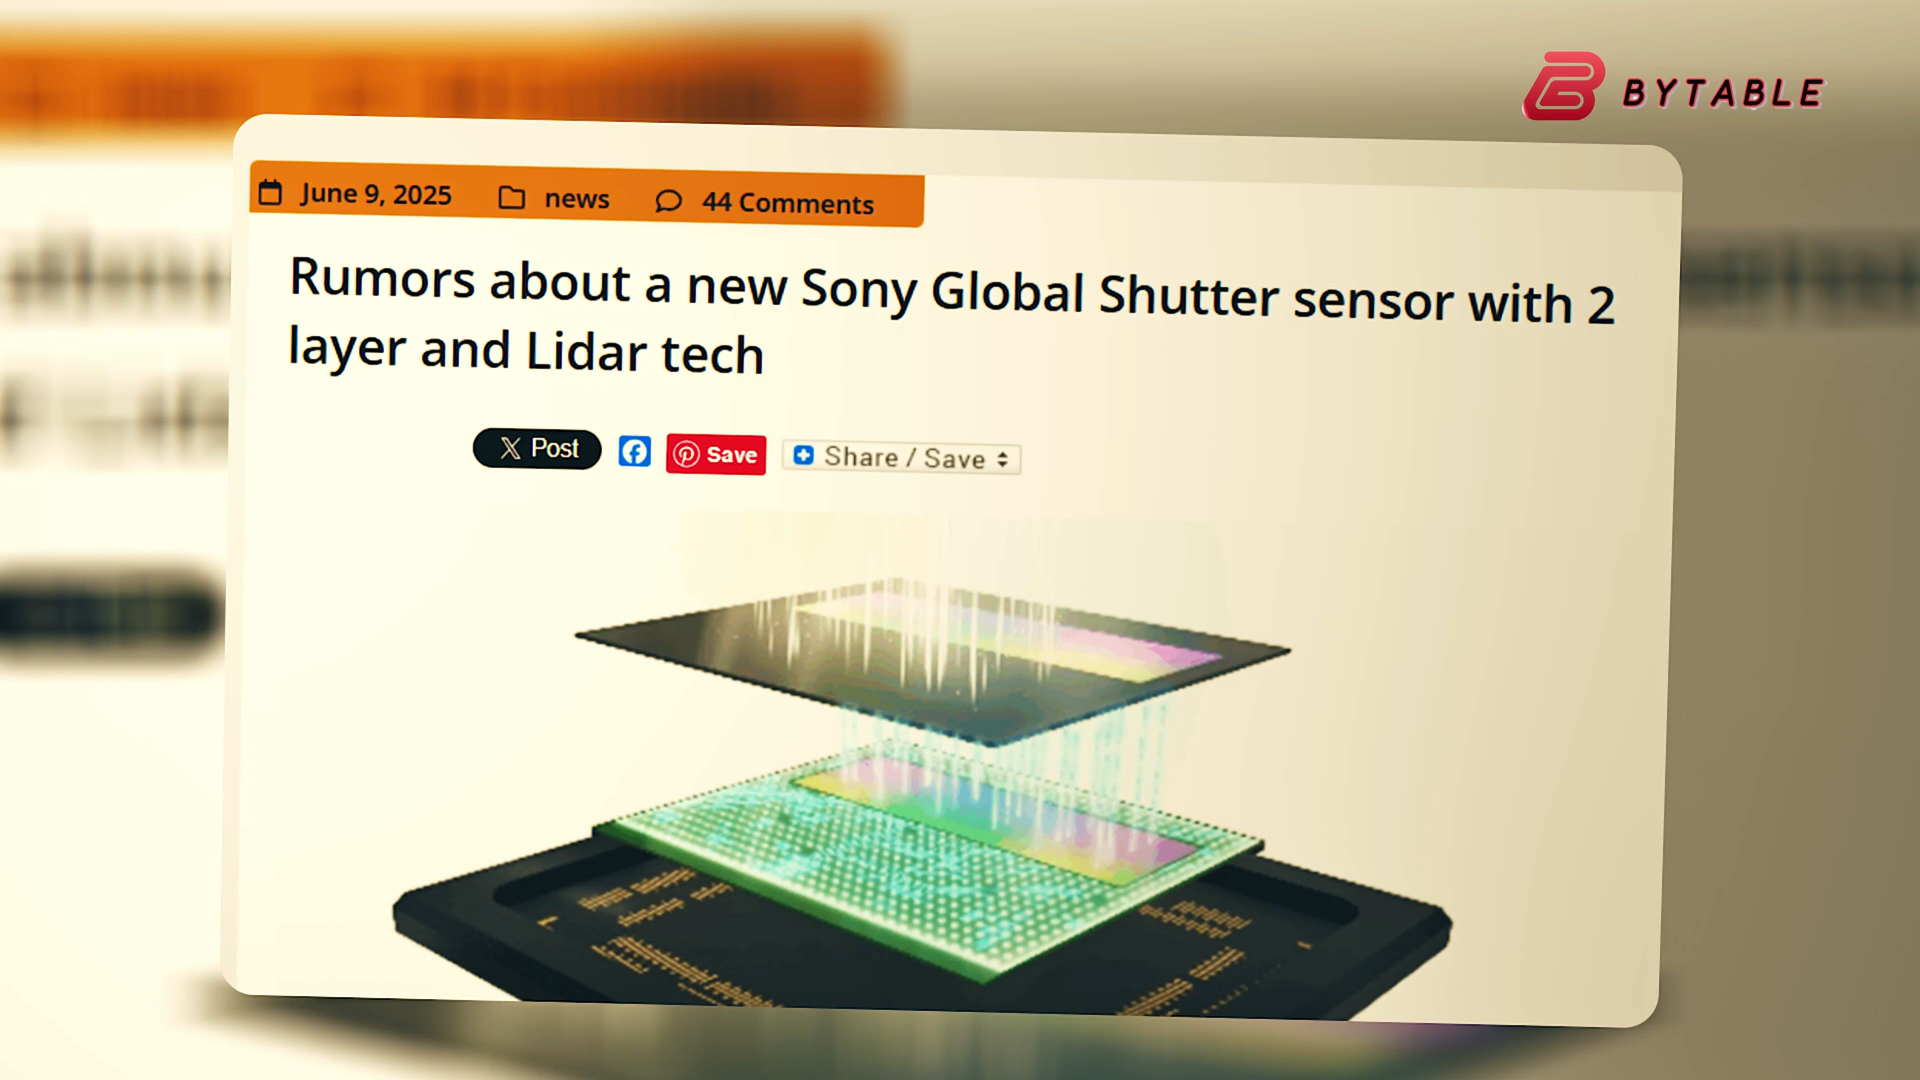 BYTABLE
June 9, 2025 news 44 Comments
Rumors about a new Sony Global Shutter sensor with 2
layer and Lidar tech
Post Save Share / Save